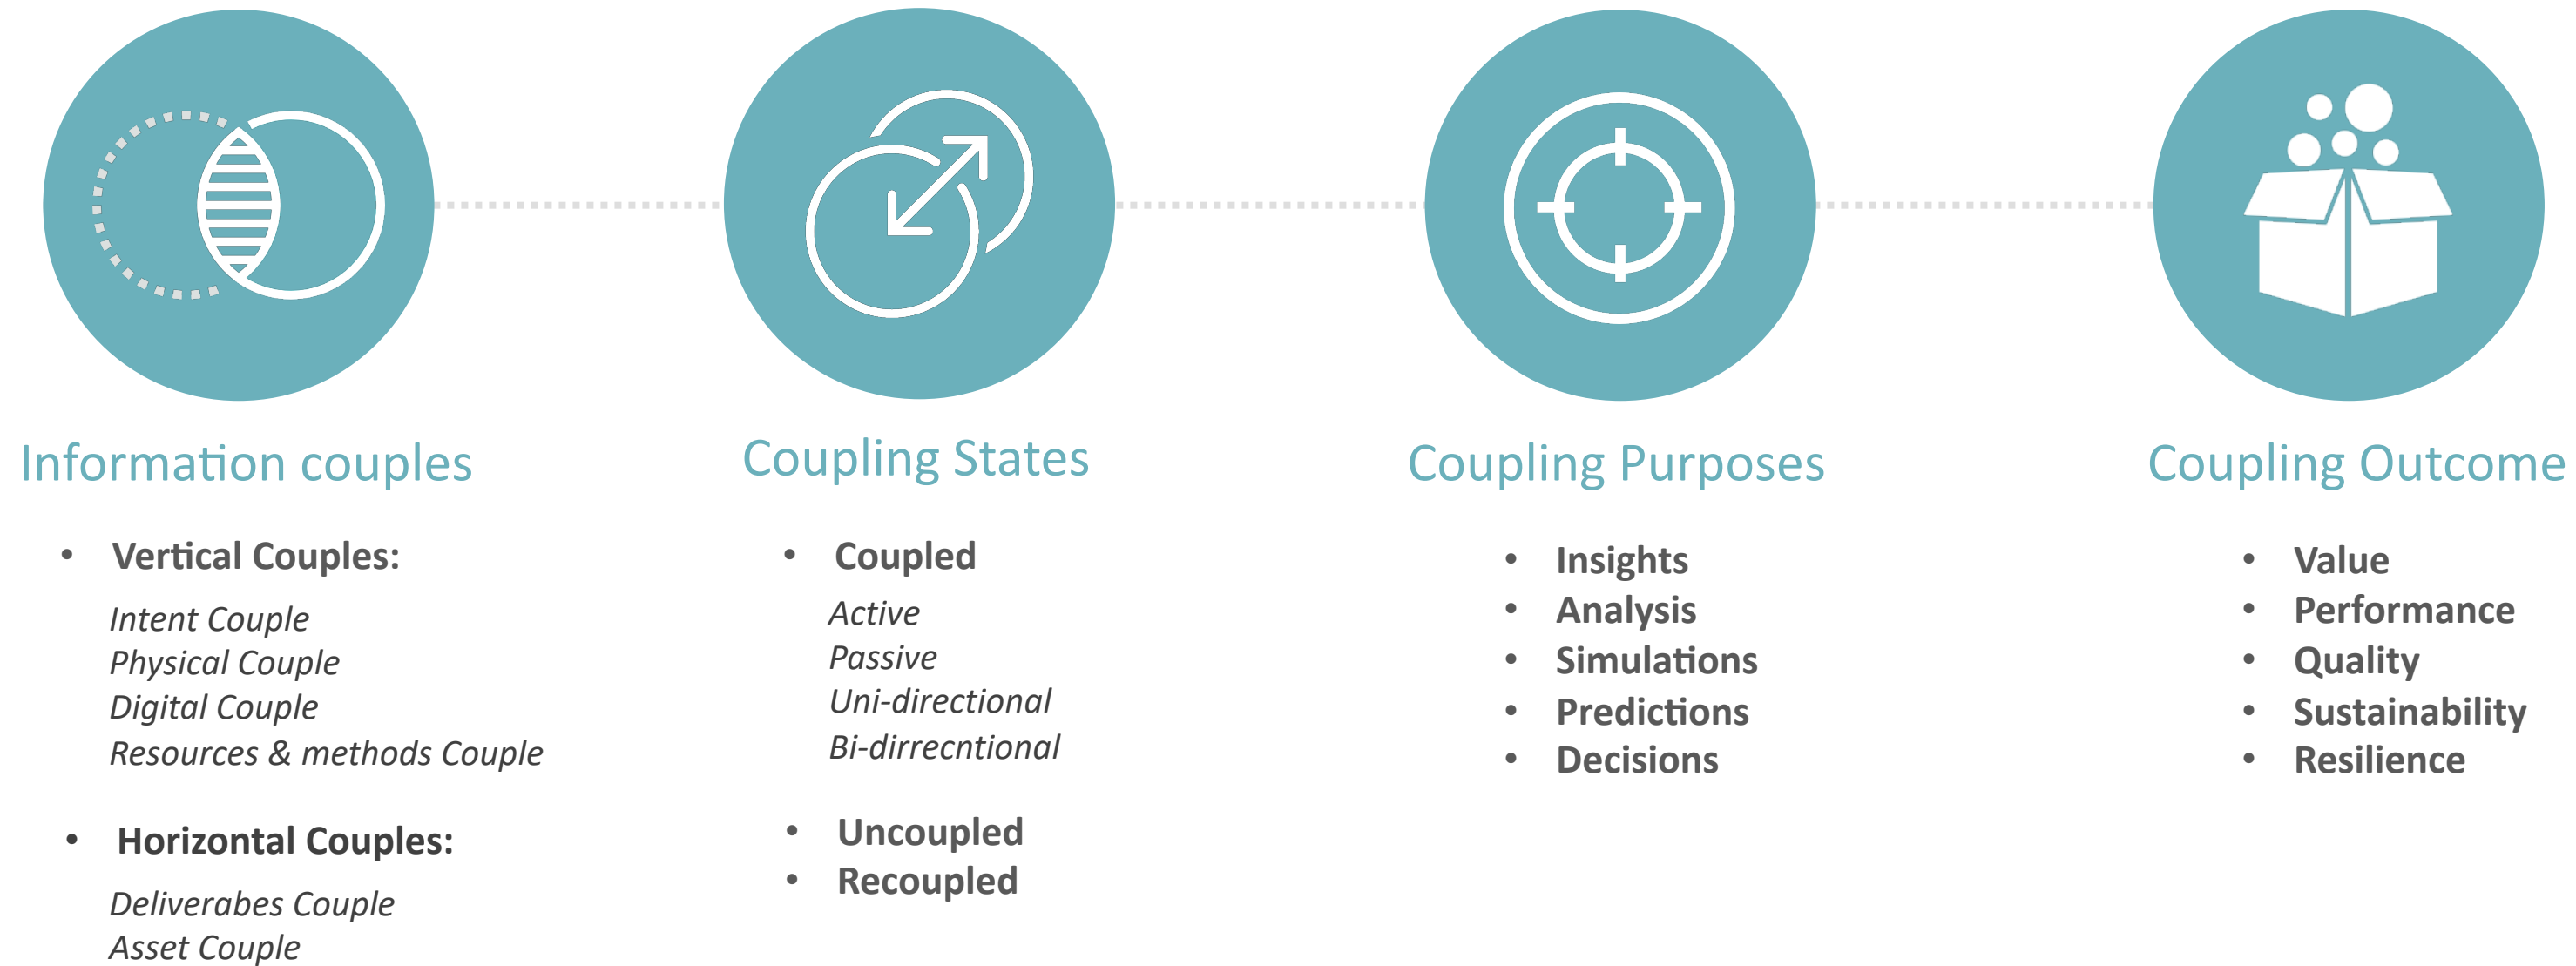 Information couples
• Vertical Couples:
Intent Couple
Physical Couple
Digital Couple
Resources & methods Couple
• Horizontal Couples:
Deliverabes Couple
Asset Couple
Coupling States
• Coupled
Active
Passive
Uni-directional
Bi-dirrecntional
• Uncoupled
• Recoupled
Coupling Purposes
• Insights
• Analysis
• Simulations
• Predictions
• Decisions
Coupling Outcome
• Value
• Performance
• Quality
• Sustainability
• Resilience